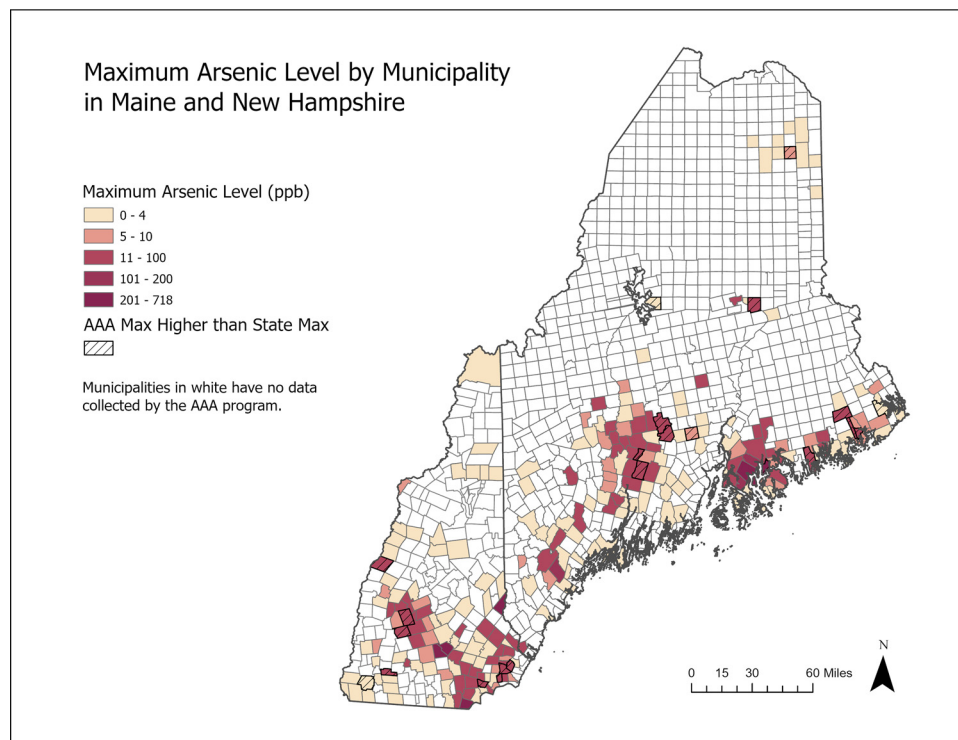 Maximum Arsenic Level by Municipality
in Maine and New Hampshire
Maximum Arsenic Level (ppb)
0 - 4
5 - 10
11 - 100
101 - 200
201 - 718
AAA Max Higher than State Max
Municipalities in white have no data
collected by the AAA program.
N
0 15 30 60 Miles